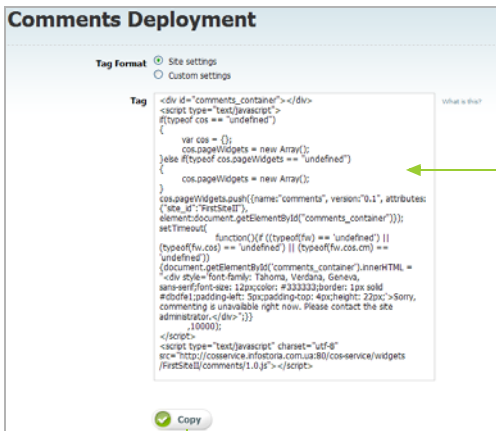 Comments Deployment
Tag Format
Site settings
Custom settings
Tag
What is this?
<div id="comments_container"></div>
<script type="text/javascript">
if(typeof cos == "undefined")
{
var cos = {};
cos.pageWidgets = new Array();
}else if(typeof cos.pageWidgets == "undefined")
{
cos.pageWidgets = new Array();
}
cos.pageWidgets.push({name:"comments", version:"0.1", attributes:
{"site_id":"FirstSiteII"},
element:document.getElementById("comments_container")});
setTimeout(
function(){if ((typeof(fw) == 'undefined') ||
(typeof(fw.cos) == 'undefined') || (typeof(fw.cos.cm) ==
'undefined'))
{document.getElementById('comments_container').innerHTML =
"<div style='font-family: Tahoma, Verdana, Geneva,
sans-serif;font-size: 12px;color: #333333;border: 1px solid
#dbdfe1;padding-left: 5px;padding-top: 4px;height: 22px;'>Sorry,
commenting is unavailable right now. Please contact the site
administrator.</div>";}}
,10000);
</script>
<script type="text/javascript" charset="utf-8"
src="http://cosservice.infostoria.com.ua:80/cos-service/widgets
/FirstSiteII/comments/1.0.js"></script>
Copy